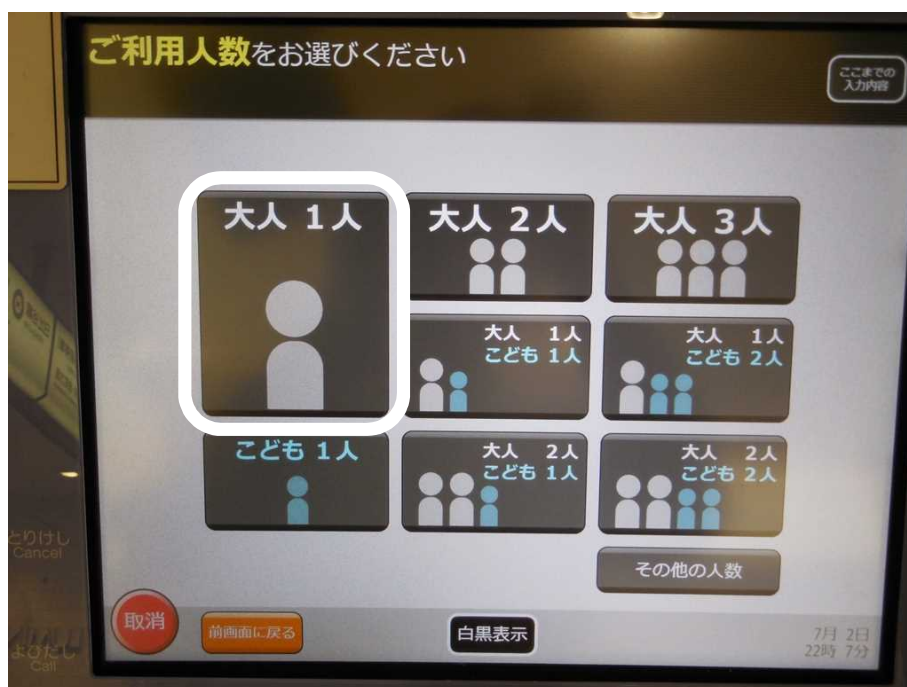 ご利用人数をお選びください
ここまでの
入力内容
大人 1人
大人 2人
大人 3人
大人 1人
こども 1人
大人 1人
こども 2人
こども 1人
大人 2人
こども 1人
大人 2人
こども 2人
その他の人数
とりけし
Cancel
取消
前画面に戻る
白黒表示
7月 2日
22時 7分
よびだし
Call